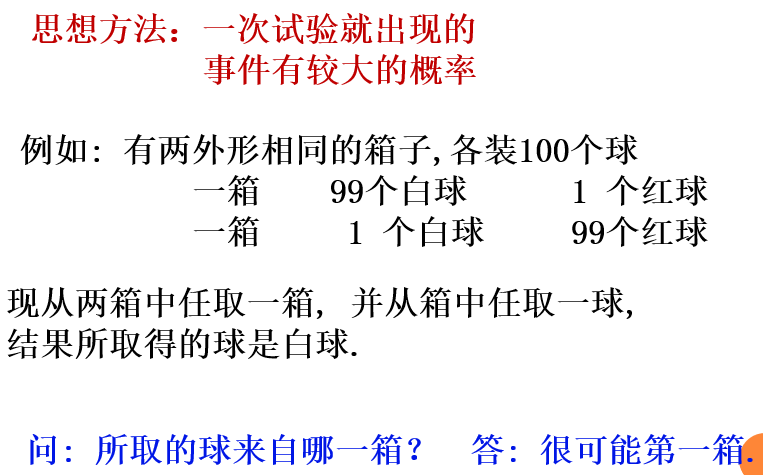 思想方法：一次试验就出现的
事件有较大的概率
例如: 有两外形相同的箱子,各装100个球
一箱 99个白球 1 个红球
一箱 1 个白球 99个红球
现从两箱中任取一箱, 并从箱中任取一球,
结果所取得的球是白球.
问: 所取的球来自哪一箱？ 答: 很可能第一箱.